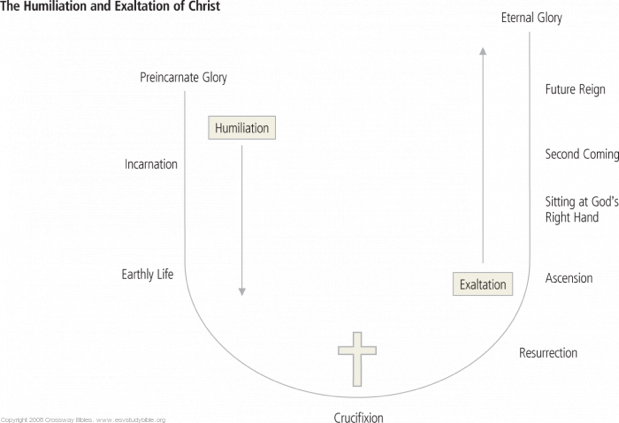 The Humiliation and Exaltation of Christ
Eternal Glory
Preincarnate Glory
Future Reign
Humiliation
Incarnation
Second Coming
Sitting at God's
Right Hand
Earthly Life
Exaltation
Ascension
Resurrection
Crucifixion
Copyright 2008 Crossway Bibles. www.esvstudybible.org